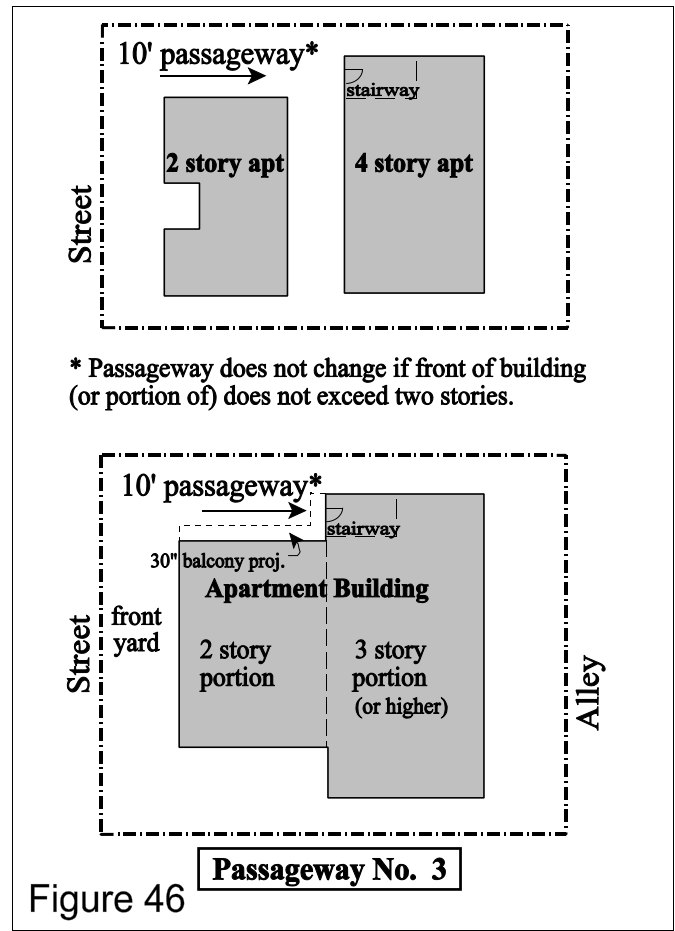 10' passageway*
stairway
2 story apt
4 story apt
Street
* Passageway does not change if front of building
(or portion of) does not exceed two stories.
10' passageway*
stairway
30" balcony proj.
Apartment Building
front
yard
2 story
portion
3 story
portion
(or higher)
Street
Alley
Passageway No. 3
Figure 46